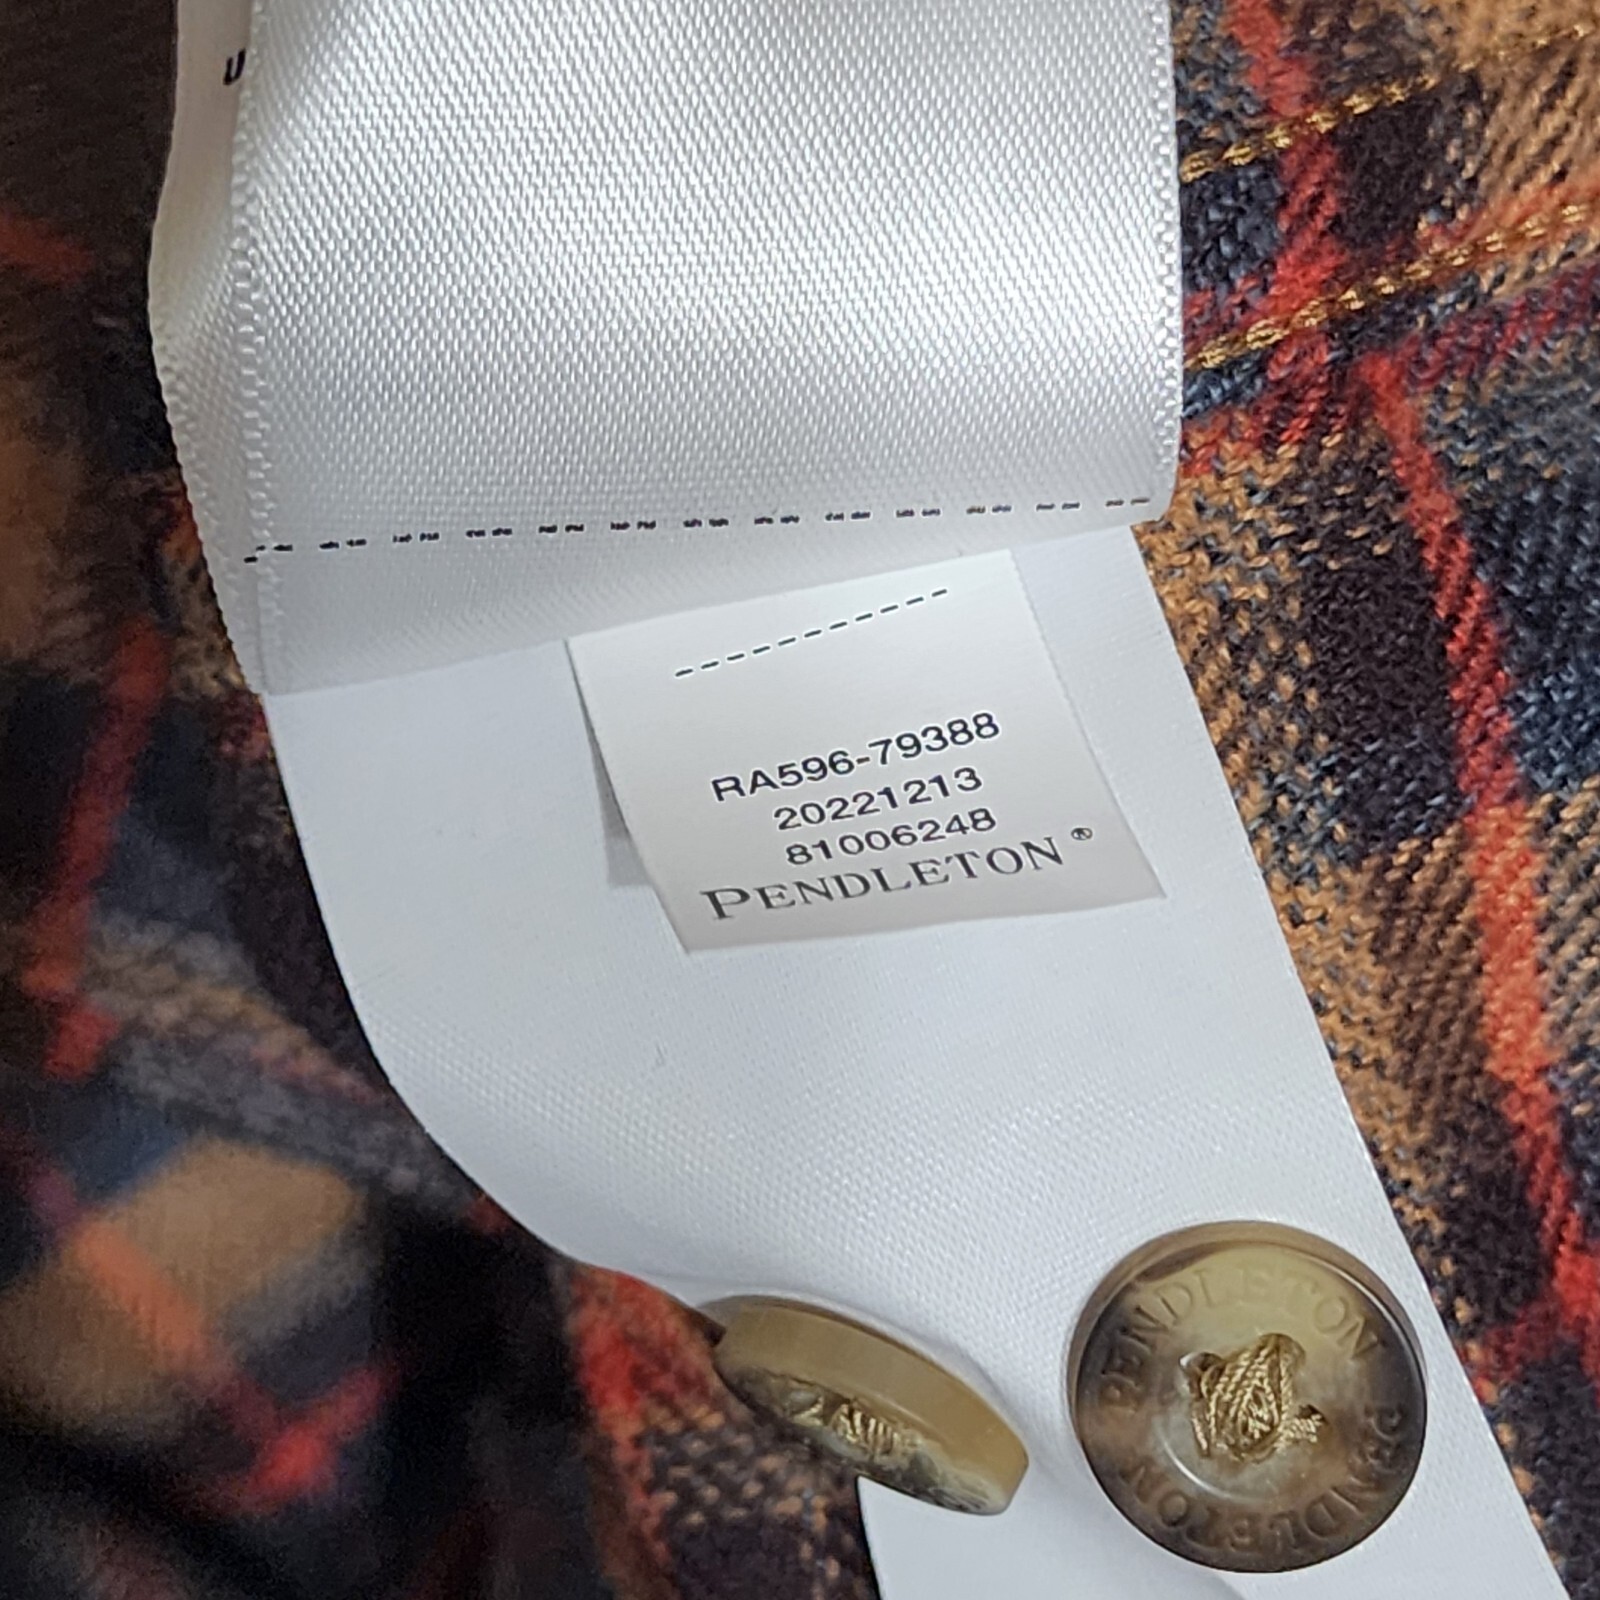 U
RA596-79388
20221213
81006248
PENDLETON®
PENDLETON PENDLETON